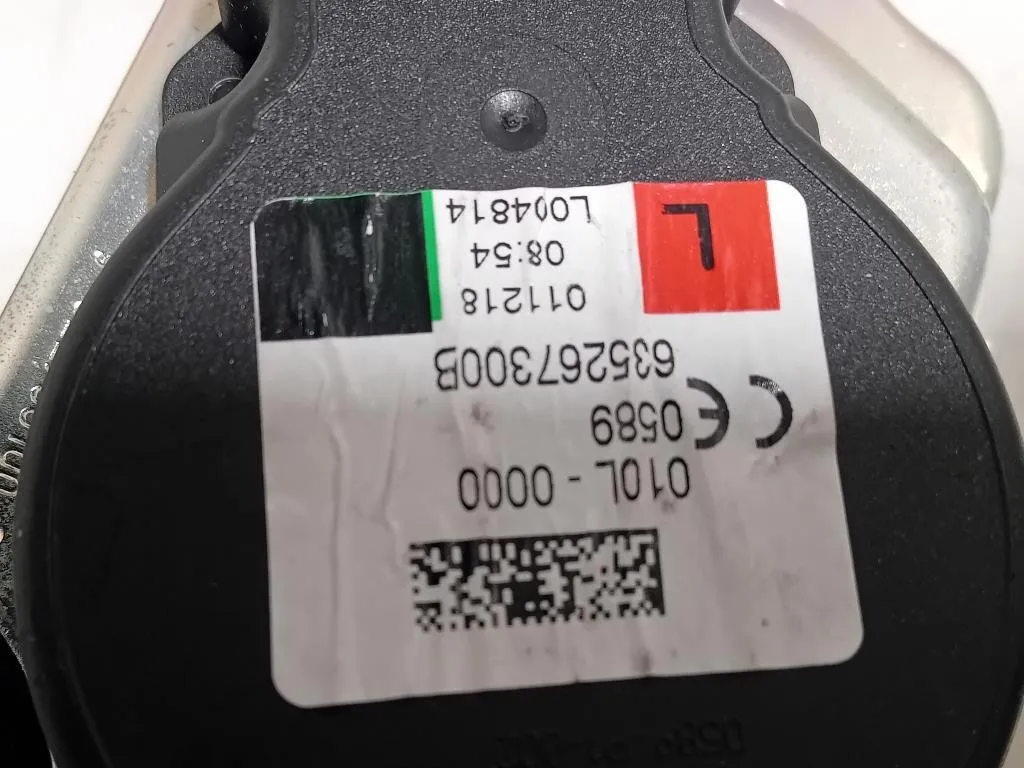 010L - 0000
CE 0589
635267300B
011218
08:54
L004814
L